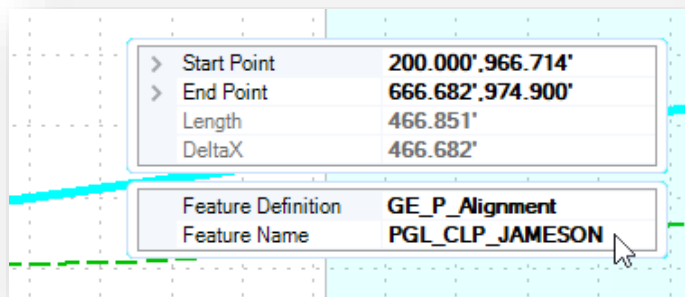 Start Point 200.000',966.714'
End Point 666.682',974.900'
Length 466.851'
DeltaX 466.682'
Feature Definition GE_P_Alignment
Feature Name PGL_CLP_JAMESON